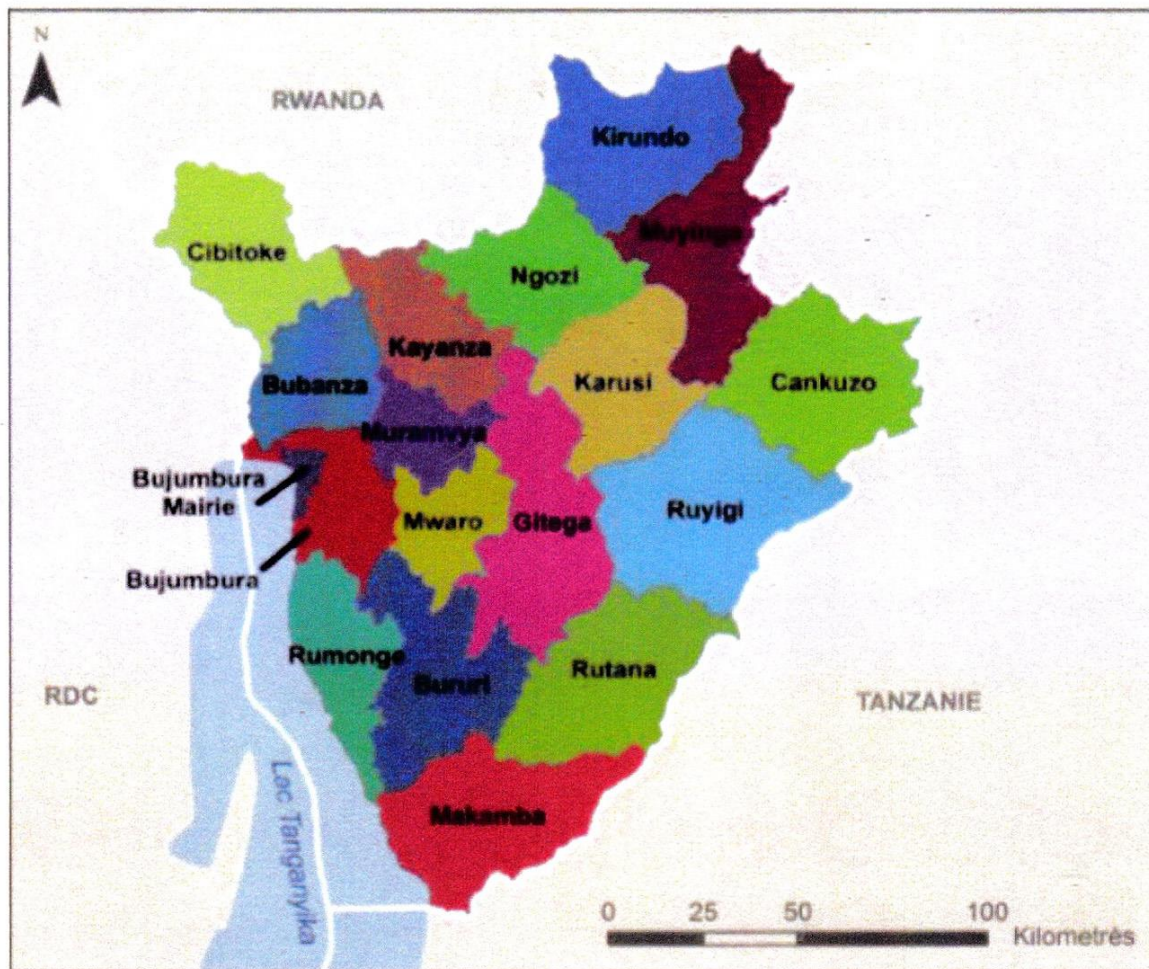 N
RWANDA
Kirundo
Muyinga
Cibitoke
Ngozi
Kayanza
Bubanza
Karusi
Cankuzo
Muramvya
Bujumbura
Mairie
Mwaro
Gitega
Ruyigi
Bujumbura
Rumonge
Rutana
Bururi
RDC
TANZANIE
Lac Tanganyika
Makamba
0 25 50 100
Kilometrès